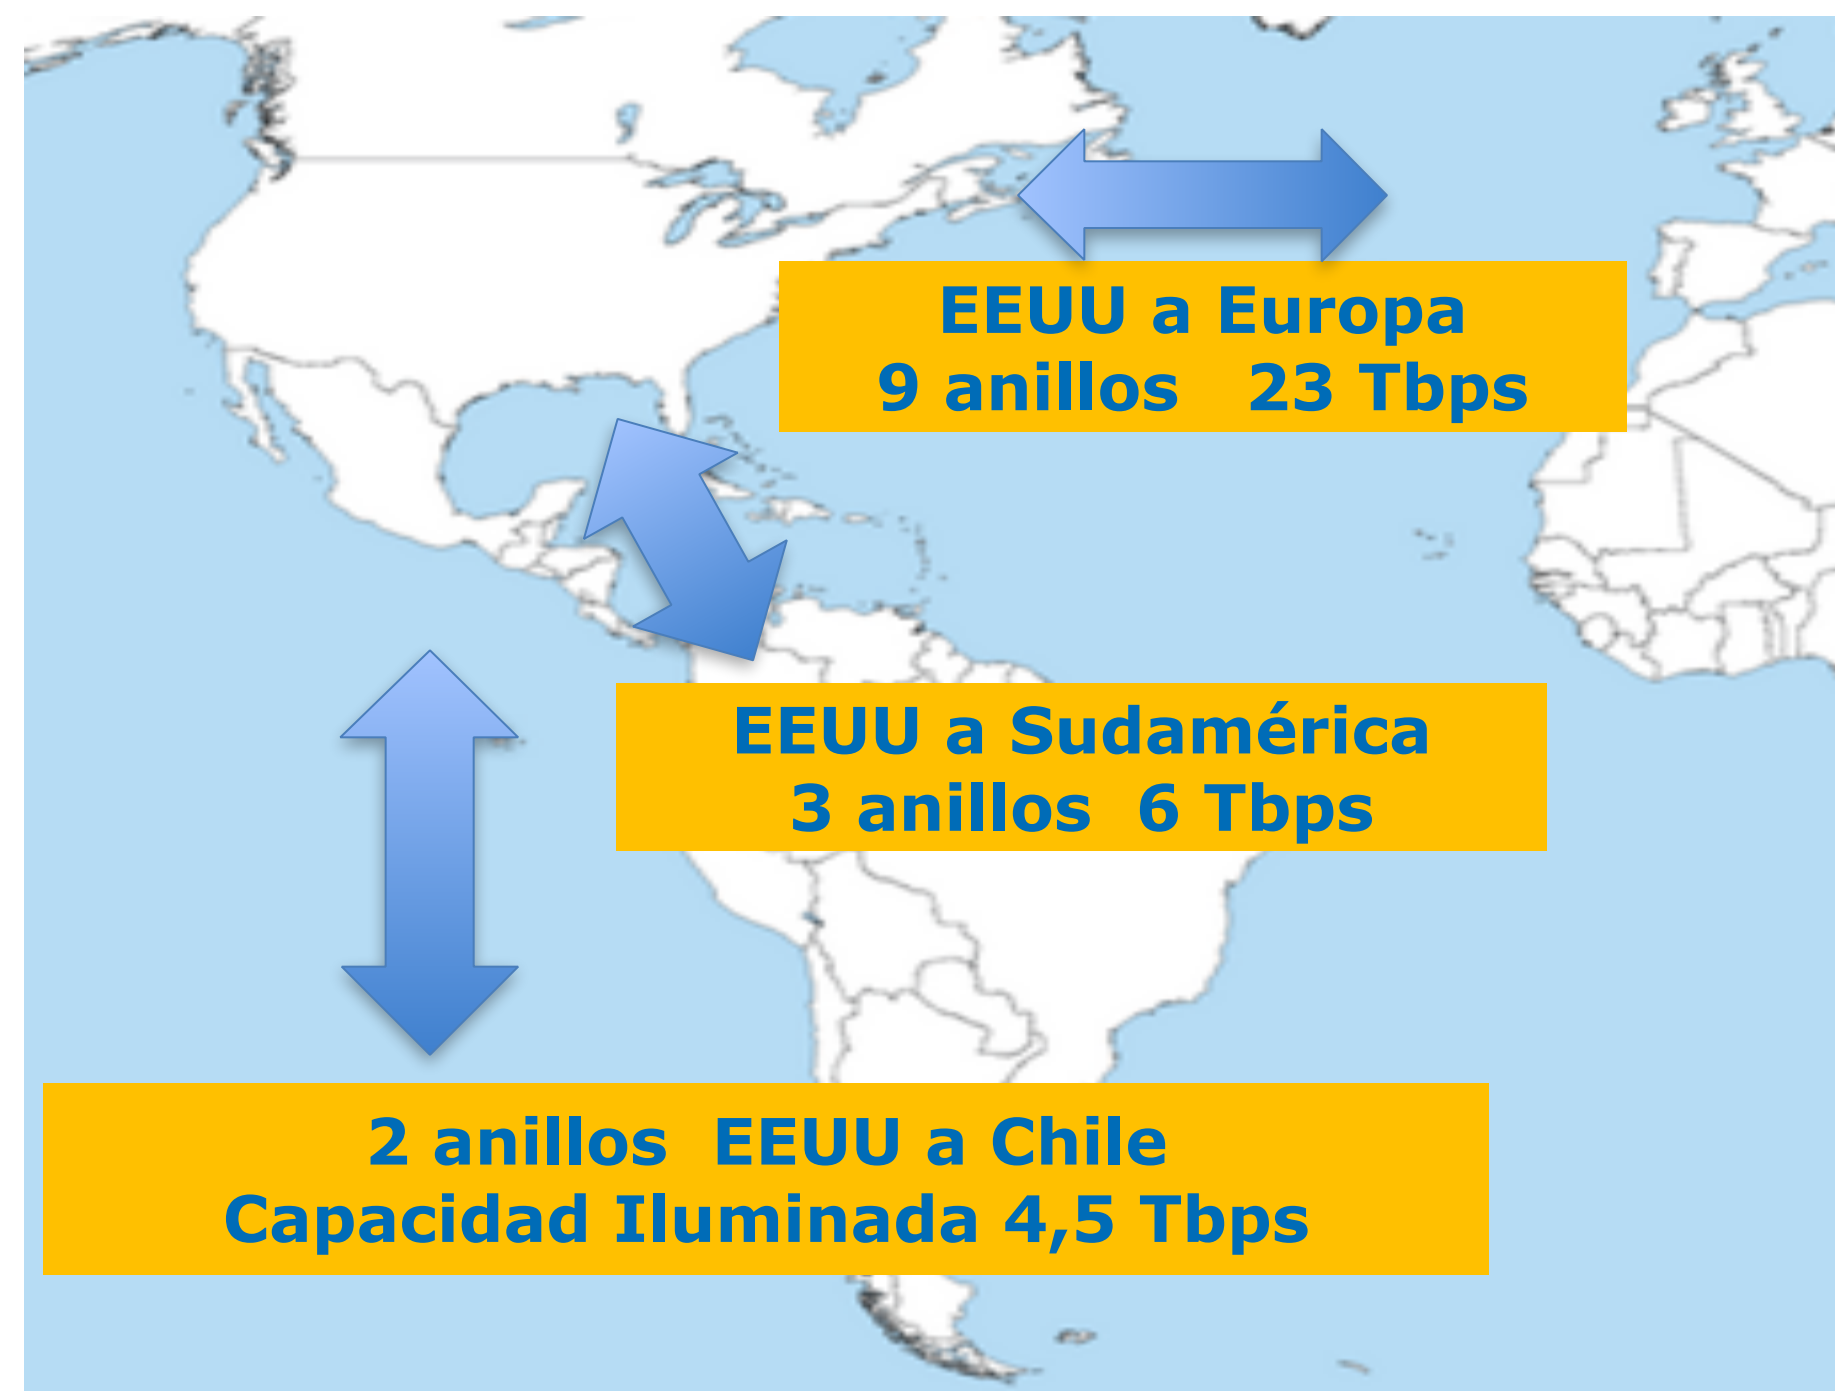 EEUU a Europa
9 anillos   23 Tbps
EEUU a Sudamérica
3 anillos  6 Tbps
2 anillos  EEUU a Chile
Capacidad Iluminada 4,5 Tbps